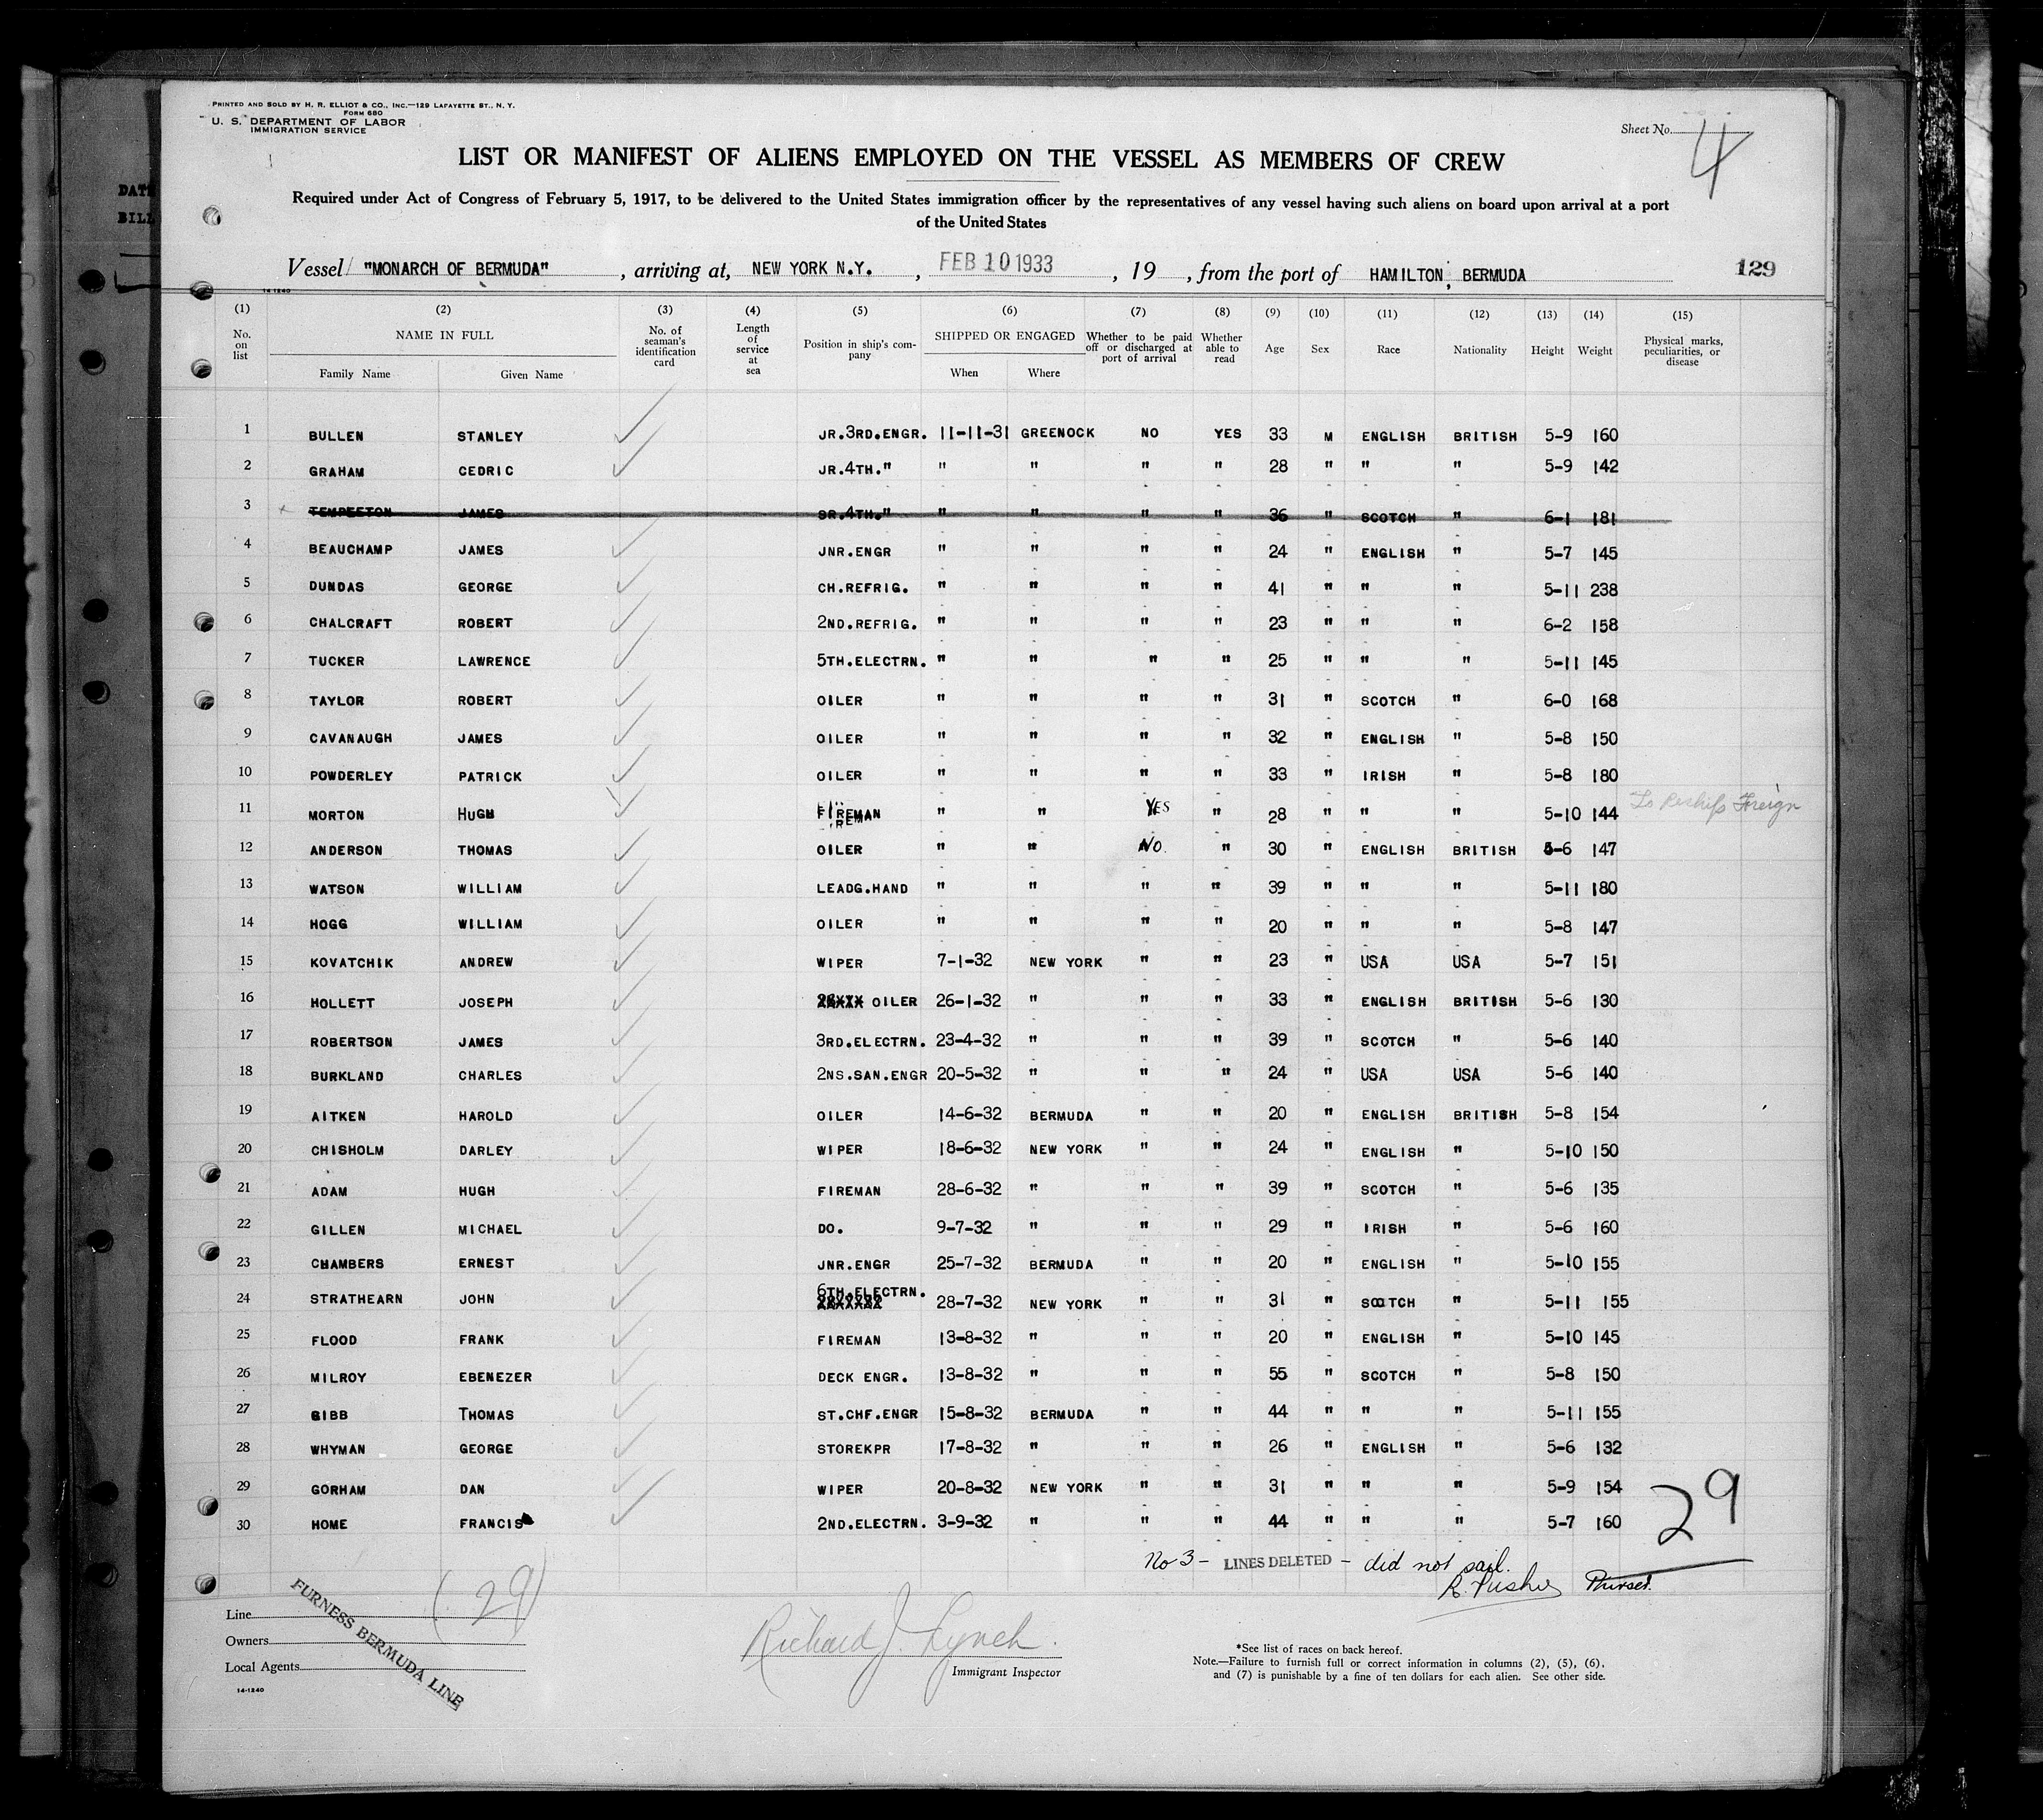 PRINTED AND SOLD BY H. R. ELLIOT & CO., INC.—129 LAFAYETTE ST., N. Y.
FORM 680
U. S. DEPARTMENT OF LABOR
IMMIGRATION SERVICE
Sheet No. 4
DATE
BILL
LIST OR MANIFEST OF ALIENS EMPLOYED ON THE VESSEL AS MEMBERS OF CREW
Required under Act of Congress of February 5, 1917, to be delivered to the United States immigration officer by the representatives of any vessel having such aliens on board upon arrival at a port
of the United States
Vessel "MONARCH OF BERMUDA", arriving at, NEW YORK N.Y., FEB 10 1933, 19, from the port of HAMILTON, BERMUDA 129
14-1240
(1) (2) (3) (4) (5) (6) (7) (8) (9) (10) (11) (12) (13) (14) (15)
No. on list NAME IN FULL Family Name Given Name No. of seaman's identification card Length of service at sea Position in ship's company SHIPPED OR ENGAGED When Where Whether to be paid off or discharged at port of arrival Whether able to read Age Sex Race Nationality Height Weight Physical marks, peculiarities, or disease
1 BULLEN STANLEY JR.3RD.ENGR. 11-11-31 GREENOCK NO YES 33 M ENGLISH BRITISH 5-9 160
2 GRAHAM CEDRIC JR.4TH." " " " " 28 " " " 5-9 142
3 TEMPLETON JAMES SR.4TH." " " " " 36 " SCOTCH " 6-1 181
4 BEAUCHAMP JAMES JNR.ENGR " " " " 24 " ENGLISH " 5-7 145
5 DUNDAS GEORGE CH.REFRIG. " " " " 41 " " " 5-11 238
6 CHALCRAFT ROBERT 2ND.REFRIG. " " " " 23 " " " 6-2 158
7 TUCKER LAWRENCE 5TH.ELECTRN. " " " " 25 " " " 5-11 145
8 TAYLOR ROBERT OILER " " " " 31 " SCOTCH " 6-0 168
9 CAVANAUGH JAMES OILER " " " " 32 " ENGLISH " 5-8 150
10 POWDERLEY PATRICK OILER " " " " 33 " IRISH " 5-8 180
11 MORTON HUGH FIREMAN " " YES " 28 " " " 5-10 144 To Reship Foreign
12 ANDERSON THOMAS OILER " " NO. " 30 " ENGLISH BRITISH 5-6 147
13 WATSON WILLIAM LEADG.HAND " " " " 39 " " " 5-11 180
14 HOGG WILLIAM OILER " " " " 20 " " " 5-8 147
15 KOVATCHIK ANDREW WIPER 7-1-32 NEW YORK " " 23 " USA USA 5-7 151
16 HOLLETT JOSEPH OILER 26-1-32 " " " 33 " ENGLISH BRITISH 5-6 130
17 ROBERTSON JAMES 3RD.ELECTRN. 23-4-32 " " " 39 " SCOTCH " 5-6 140
18 BURKLAND CHARLES 2NS.SAN.ENGR 20-5-32 " " " 24 " USA USA 5-6 140
19 AITKEN HAROLD OILER 14-6-32 BERMUDA " " 20 " ENGLISH BRITISH 5-8 154
20 CHISHOLM DARLEY WIPER 18-6-32 NEW YORK " " 24 " ENGLISH " 5-10 150
21 ADAM HUGH FIREMAN 28-6-32 " " " 39 " SCOTCH " 5-6 135
22 GILLEN MICHAEL DO. 9-7-32 " " " 29 " IRISH " 5-6 160
23 CHAMBERS ERNEST JNR.ENGR 25-7-32 BERMUDA " " 20 " ENGLISH " 5-10 155
24 STRATHEARN JOHN 6TH.ELECTRN. 28-7-32 NEW YORK " " 31 " SCOTCH " 5-11 155
25 FLOOD FRANK FIREMAN 13-8-32 " " " 20 " ENGLISH " 5-10 145
26 MILROY EBENEZER DECK ENGR. 13-8-32 " " " 55 " SCOTCH " 5-8 150
27 GIBB THOMAS ST.CHF.ENGR 15-8-32 BERMUDA " " 44 " " " 5-11 155
28 WHYMAN GEORGE STOREKPR 17-8-32 " " " 26 " ENGLISH " 5-6 132
29 GORHAM DAN WIPER 20-8-32 NEW YORK " " 31 " " " 5-9 154
30 HOME FRANCIS 2ND.ELECTRN. 3-9-32 " " " 44 " " " 5-7 160
29
No 3 - LINES DELETED - did not sail.
Purser.
(29)
Line
Owners
Local Agents
FURNESS BERMUDA LINE
14-1240
Richard J. Lynch.
Immigrant Inspector
*See list of races on back hereof.
Note.—Failure to furnish full or correct information in columns (2), (5), (6),
and (7) is punishable by a fine of ten dollars for each alien. See other side.